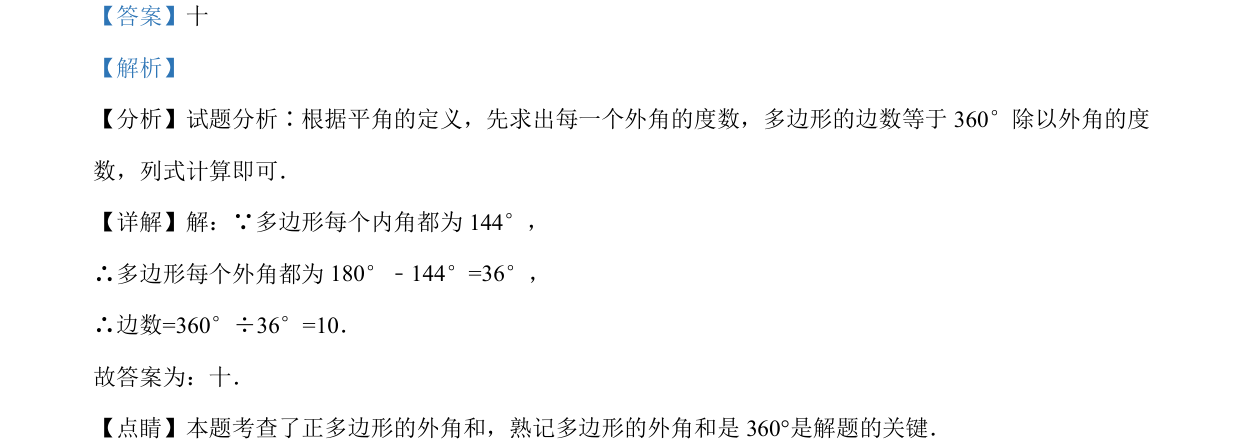 【答案】十
【解析】
【分析】试题分析∶根据平角的定义，先求出每一个外角的度数，多边形的边数等于 360°除以外角的度
数，列式计算即可．
【详解】解：∵多边形每个内角都为 144°，
∴多边形每个外角都为 180°﹣144°=36°，
∴边数=360°÷36°=10．
故答案为：十．
【点睛】本题考查了正多边形的外角和，熟记多边形的外角和是 360°是解题的关键．